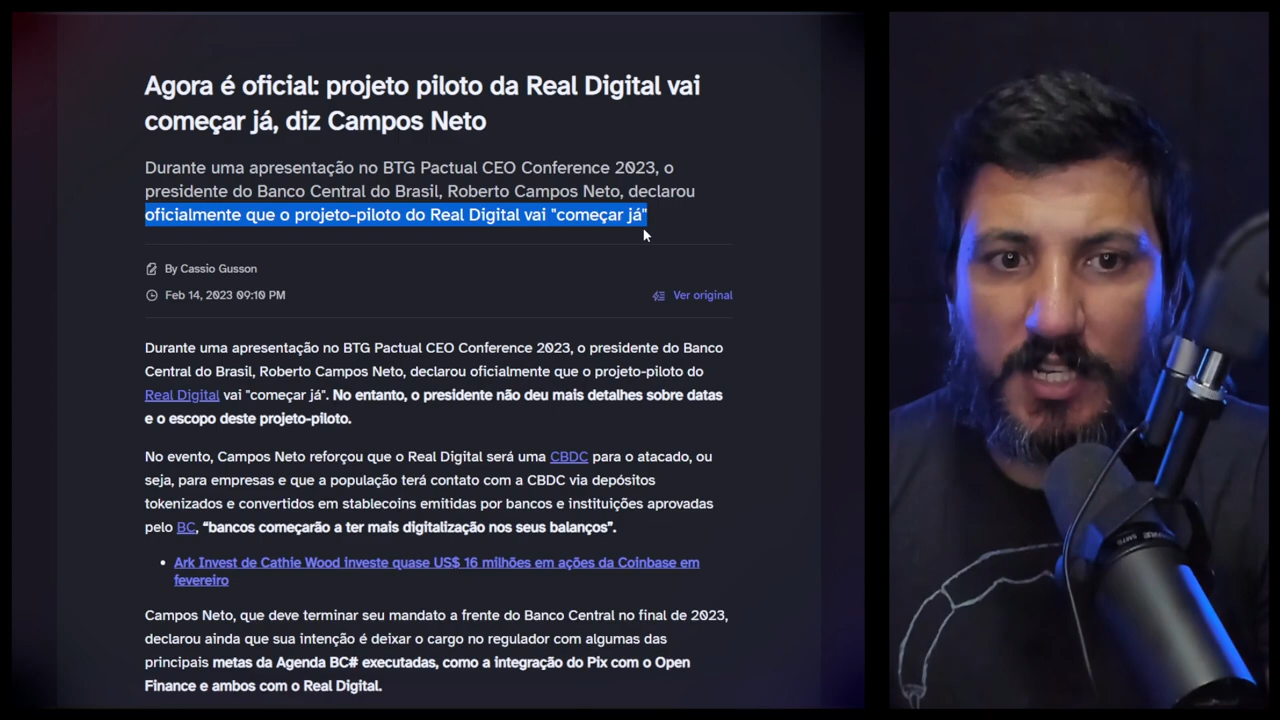 Agora é oficial: projeto piloto da Real Digital vai
começar já, diz Campos Neto
Durante uma apresentação no BTG Pactual CEO Conference 2023, o
presidente do Banco Central do Brasil, Roberto Campos Neto, declarou
oficialmente que o projeto-piloto do Real Digital vai "começar já"
By Cassio Gusson
Feb 14, 2023 09:10 PM
Ver original
Durante uma apresentação no BTG Pactual CEO Conference 2023, o presidente do Banco
Central do Brasil, Roberto Campos Neto, declarou oficialmente que o projeto-piloto do
Real Digital vai "começar já". No entanto, o presidente não deu mais detalhes sobre datas
e o escopo deste projeto-piloto.
No evento, Campos Neto reforçou que o Real Digital será uma CBDC para o atacado, ou
seja, para empresas e que a população terá contato com a CBDC via depósitos
tokenizados e convertidos em stablecoins emitidas por bancos e instituições aprovadas
pelo BC, “bancos começarão a ter mais digitalização nos seus balanços”.
• Ark Invest de Cathie Wood investe quase US$ 16 milhões em ações da Coinbase em
fevereiro
Campos Neto, que deve terminar seu mandato a frente do Banco Central no final de 2023,
declarou ainda que sua intenção é deixar o cargo no regulador com algumas das
principais metas da Agenda BC# executadas, como a integração do Pix com o Open
Finance e ambos com o Real Digital.